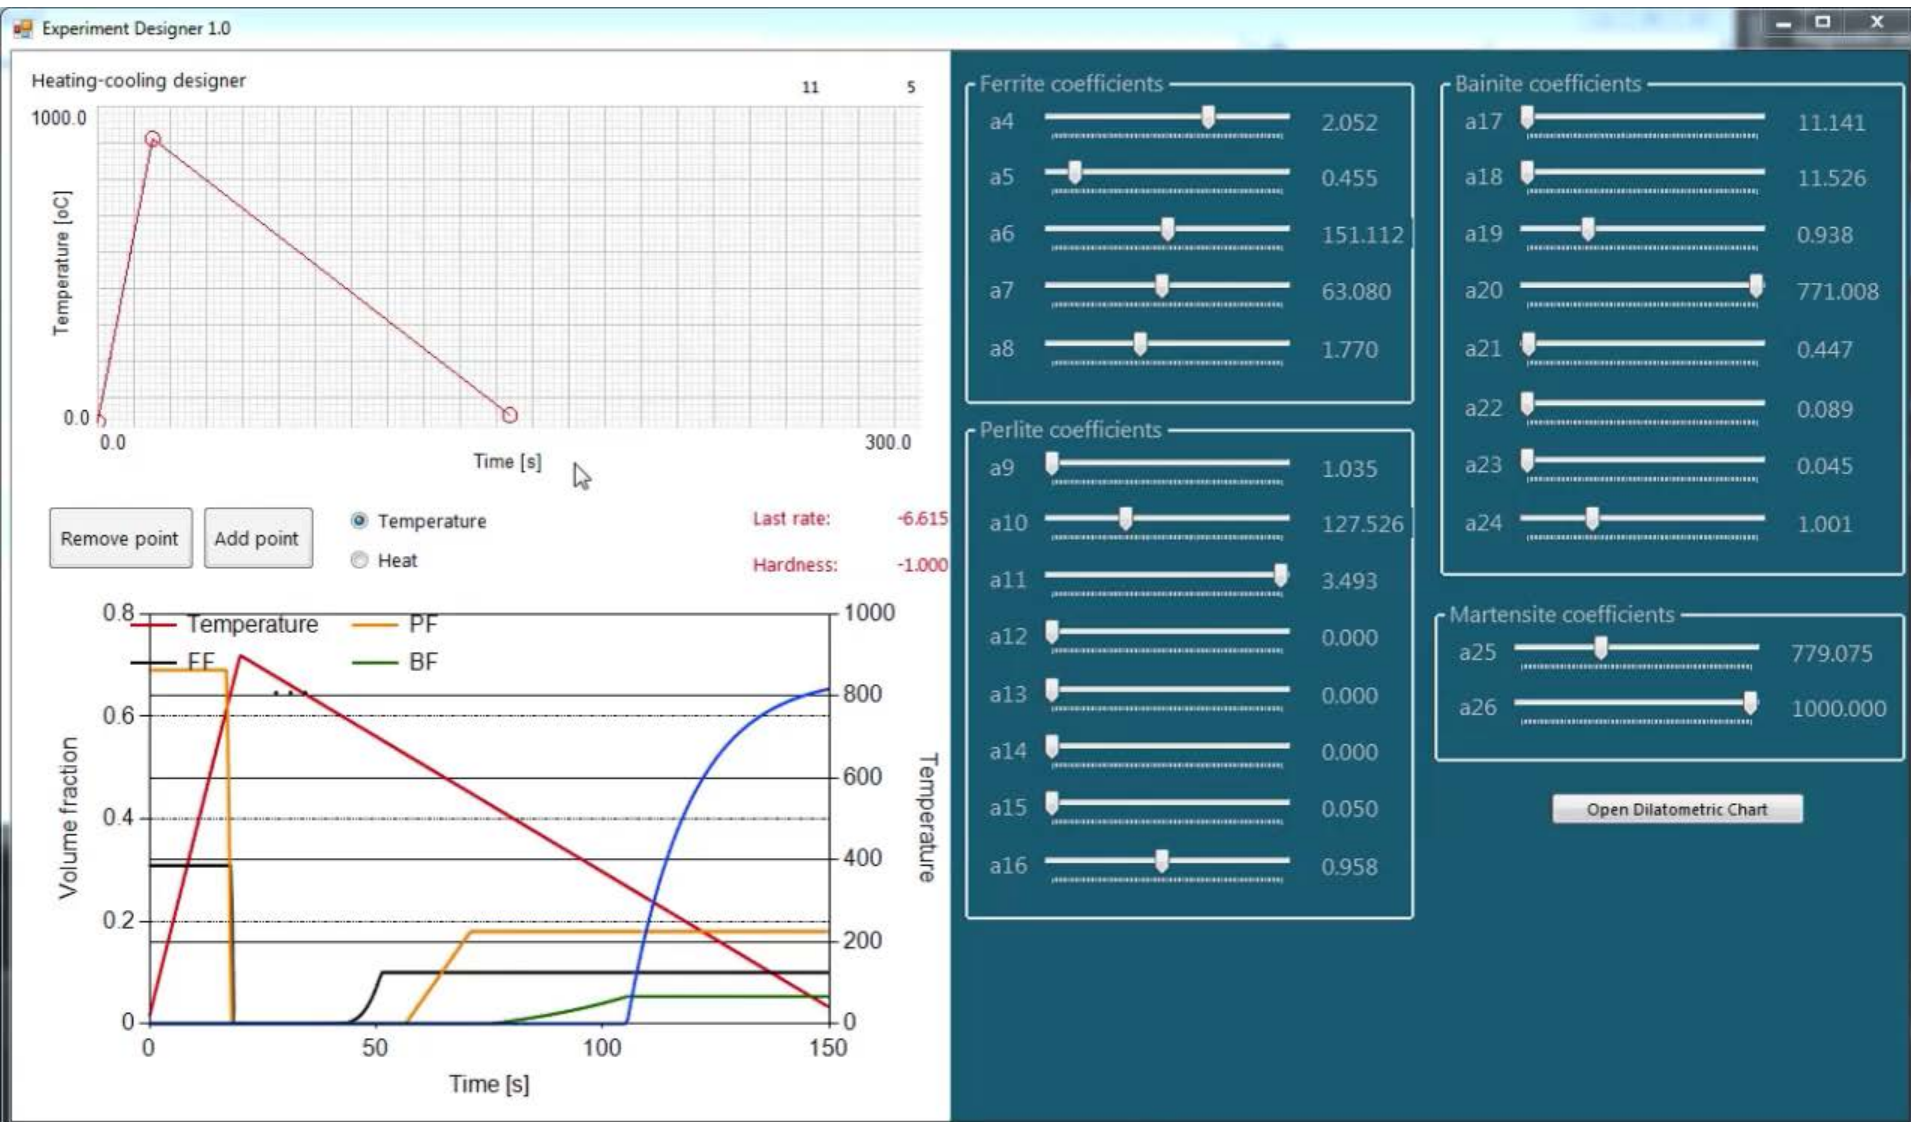 Experiment Designer 1.0
Heating-cooling designer
11 5
1000.0
Temperature [oC]
0.0
0.0 300.0
Time [s]
Remove point
Add point
Temperature
Heat
Last rate: -6.615
Hardness: -1.000
Temperature PF
FF BF
0.8
0.6
0.4
0.2
0
Volume fraction
1000
800
600
400
200
0
Temperature
0 50 100 150
Time [s]
Ferrite coefficients
a4 2.052
a5 0.455
a6 151.112
a7 63.080
a8 1.770
Perlite coefficients
a9 1.035
a10 127.526
a11 3.493
a12 0.000
a13 0.000
a14 0.000
a15 0.050
a16 0.958
Bainite coefficients
a17 11.141
a18 11.526
a19 0.938
a20 771.008
a21 0.447
a22 0.089
a23 0.045
a24 1.001
Martensite coefficients
a25 779.075
a26 1000.000
Open Dilatometric Chart